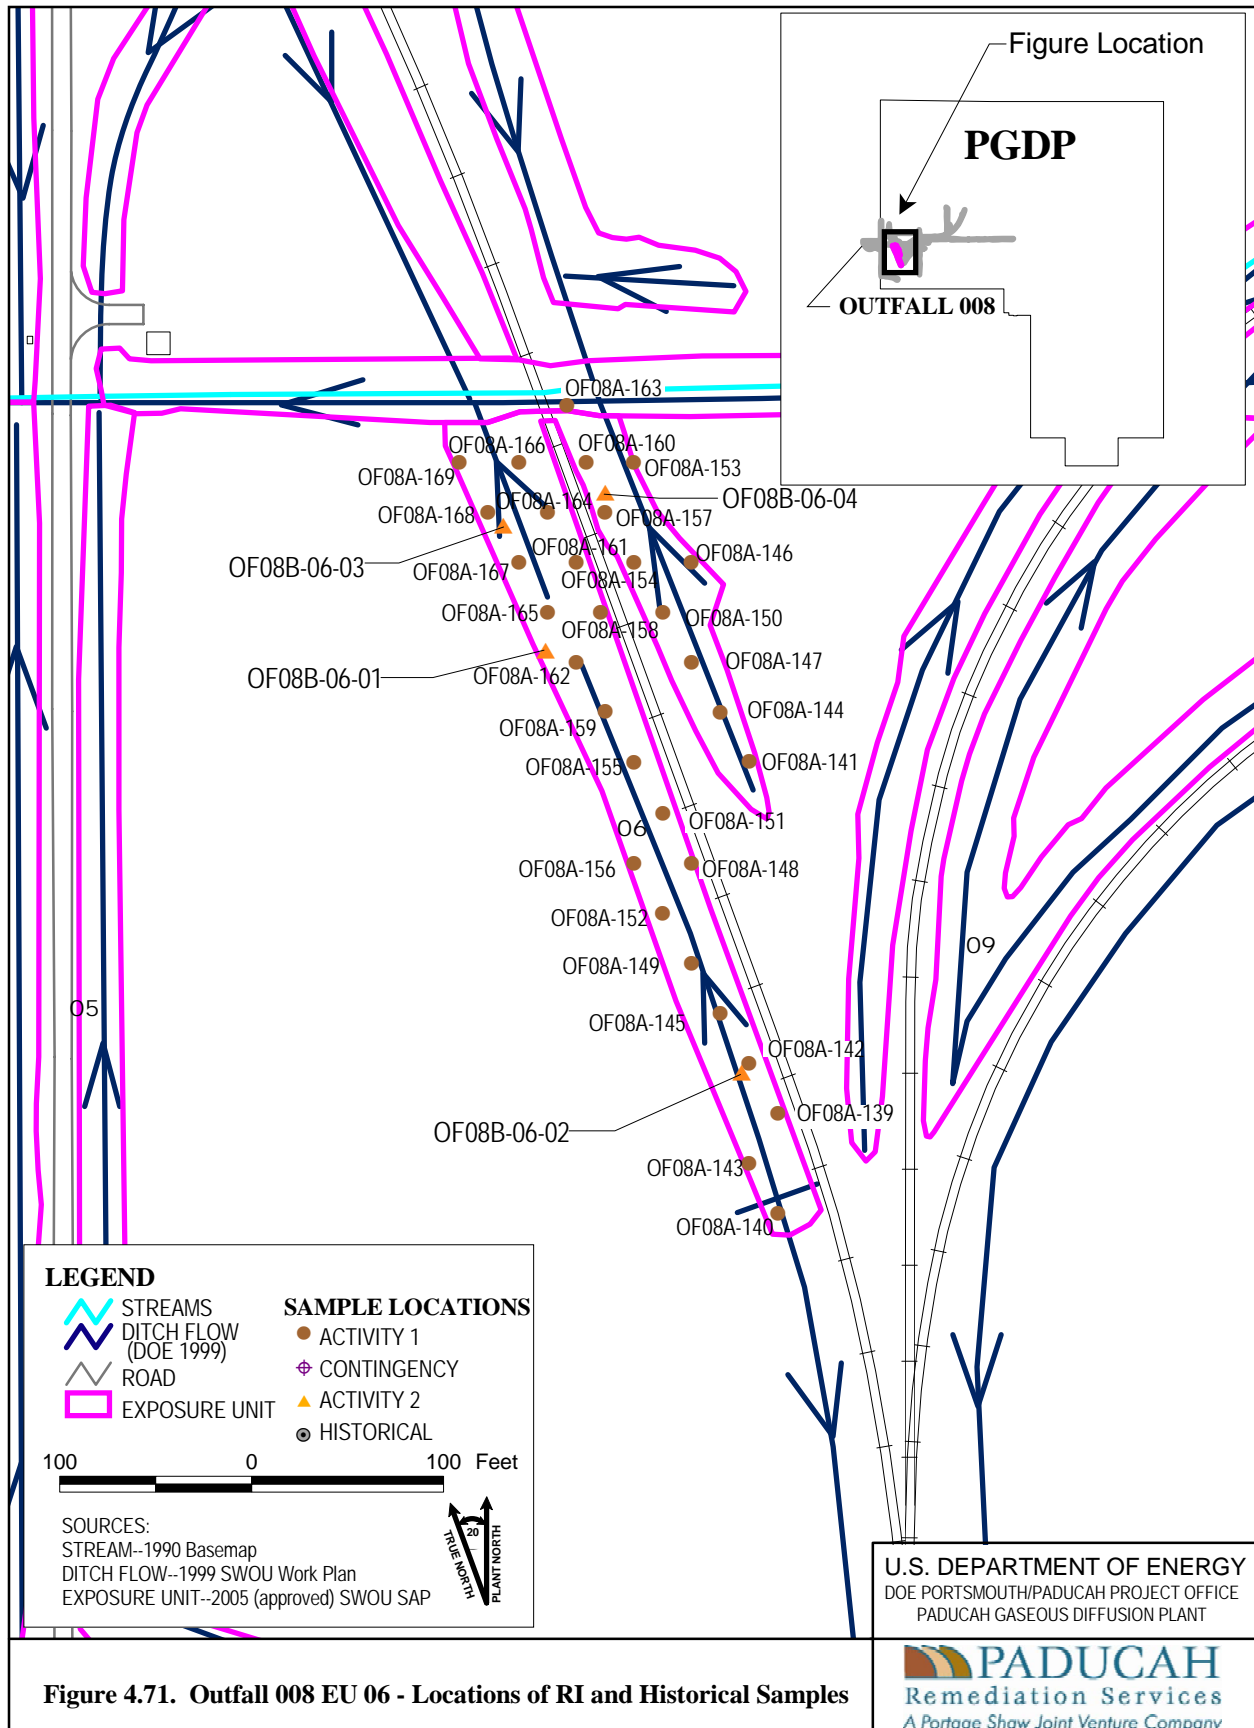 Figure Location
PGDP
OUTFALL 008
OF08A-163
OF08A-166
OF08A-160
OF08A-169
OF08A-153
OF08A-168
OF08A-164
OF08B-06-04
OF08A-157
OF08B-06-03
OF08A-161
OF08A-146
OF08A-167
OF08A-154
OF08A-165
OF08A-158
OF08A-150
OF08B-06-01
OF08A-162
OF08A-147
OF08A-159
OF08A-144
OF08A-155
OF08A-141
06
OF08A-151
OF08A-156
OF08A-148
OF08A-152
09
OF08A-149
05
OF08A-145
OF08A-142
OF08B-06-02
OF08A-139
OF08A-143
OF08A-140
LEGEND
STREAMS
DITCH FLOW
(DOE 1999)
ROAD
EXPOSURE UNIT
SAMPLE LOCATIONS
ACTIVITY 1
CONTINGENCY
ACTIVITY 2
HISTORICAL
100 0 100 Feet
SOURCES:
STREAM--1990 Basemap
DITCH FLOW--1999 SWOU Work Plan
EXPOSURE UNIT--2005 (approved) SWOU SAP
20
TRUE NORTH
PLANT NORTH
U.S. DEPARTMENT OF ENERGY
DOE PORTSMOUTH/PADUCAH PROJECT OFFICE
PADUCAH GASEOUS DIFFUSION PLANT
Figure 4.71. Outfall 008 EU 06 - Locations of RI and Historical Samples
PADUCAH
Remediation Services
A Portage Shaw Joint Venture Company